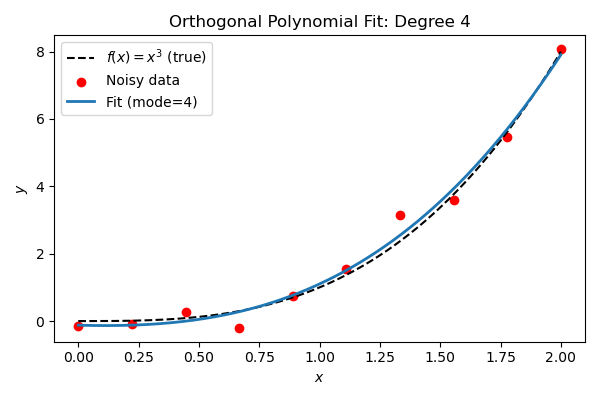 Orthogonal Polynomial Fit: Degree 4
f(x) = x³ (true)
Noisy data
Fit (mode=4)
y
8
6
4
2
0
0.00 0.25 0.50 0.75 1.00 1.25 1.50 1.75 2.00
x